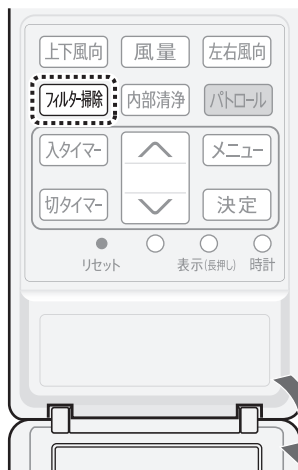 上下風向 風量 左右風向
フィルター掃除 内部清浄 パトロール
入タイマー メニュー
切タイマー 決定
リセット 表示(長押し) 時計